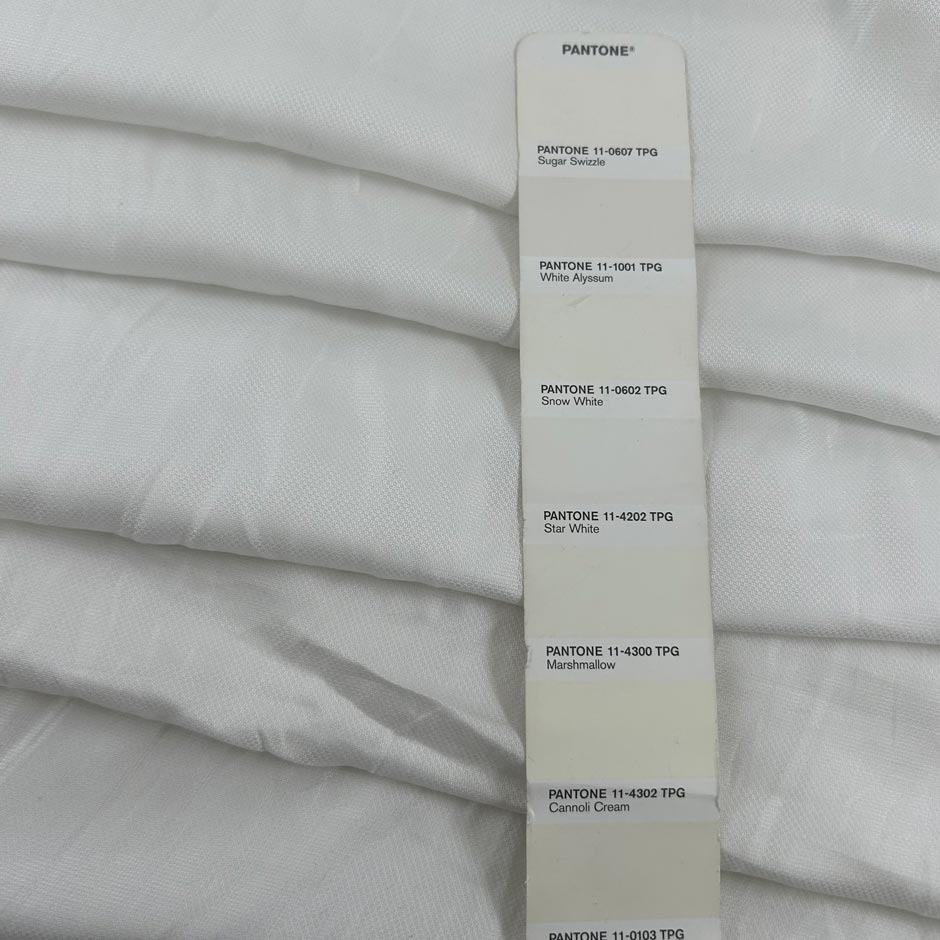 PANTONE®
PANTONE 11-0607 TPG
Sugar Swizzle
PANTONE 11-1001 TPG
White Alyssum
PANTONE 11-0602 TPG
Snow White
PANTONE 11-4202 TPG
Star White
PANTONE 11-4300 TPG
Marshmallow
PANTONE 11-4302 TPG
Cannoli Cream
PANTONE 11-0103 TPG